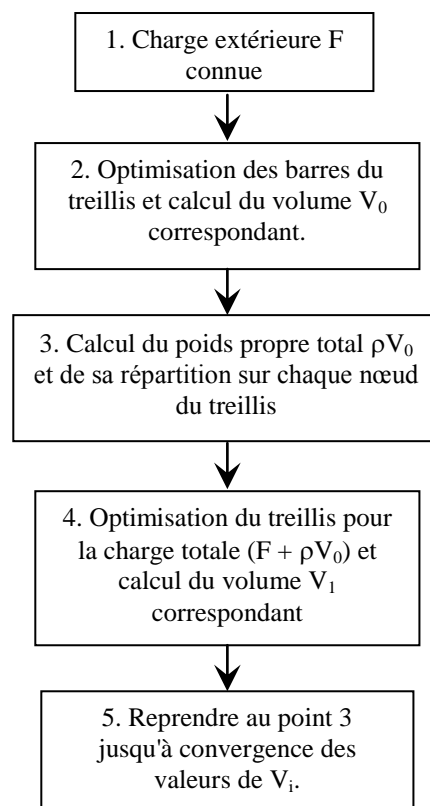 1. Charge extérieure F
connue
2. Optimisation des barres du
treillis et calcul du volume V₀
correspondant.
3. Calcul du poids propre total ρV₀
et de sa répartition sur chaque nœud
du treillis
4. Optimisation du treillis pour
la charge totale (F + ρV₀) et
calcul du volume V₁
correspondant
5. Reprendre au point 3
jusqu'à convergence des
valeurs de Vᵢ.